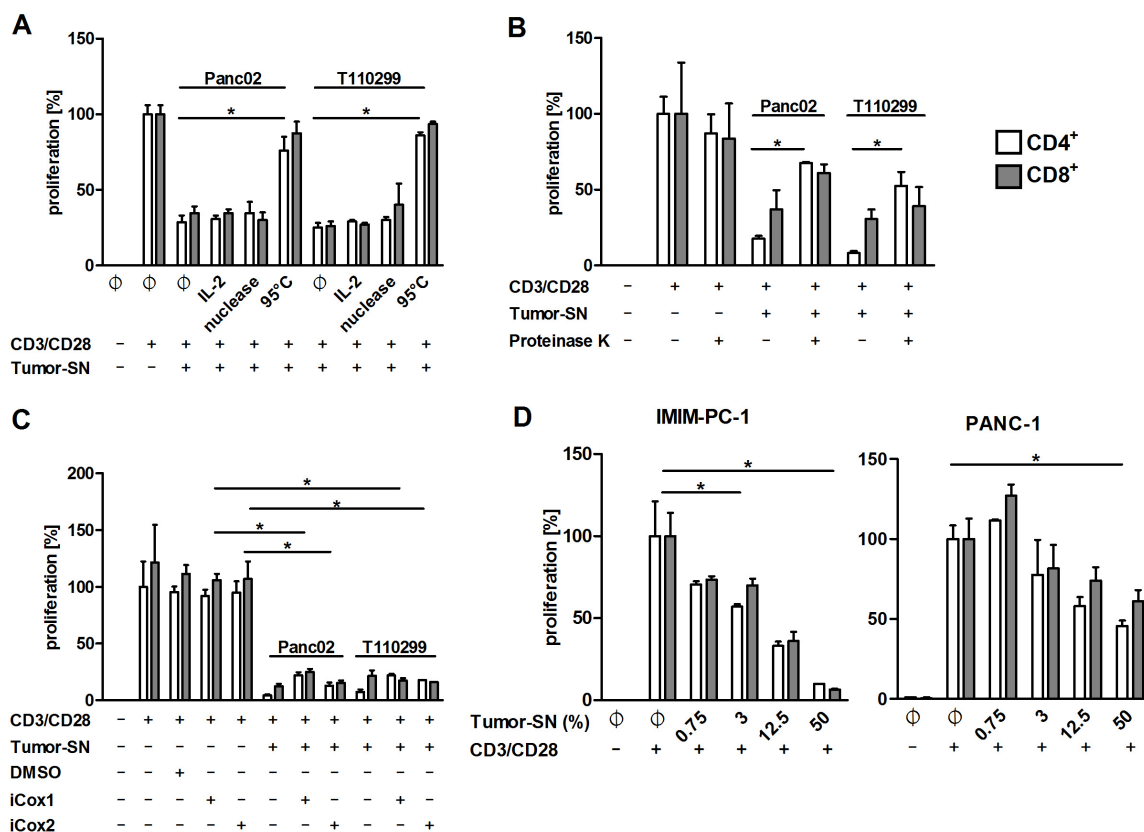 A
proliferation [%]
150
100
50
0
Panc02
T110299
*
*
∅ ∅ ∅ IL-2 nuclease 95°C ∅ IL-2 nuclease 95°C
CD3/CD28 − + + + + + + + + +
Tumor-SN − − + + + + + + + +
B
proliferation [%]
150
100
50
0
Panc02
T110299
*
*
CD3/CD28 − + + + + + +
Tumor-SN − − − + + + +
Proteinase K − − + − + − +
CD4+
CD8+
C
proliferation [%]
200
150
100
50
0
*
*
*
*
Panc02
T110299
CD3/CD28 − + + + + + + + + + +
Tumor-SN − − − − − + + + + + +
DMSO − − + − − − − − − − −
iCox1 − − − + − − + − − + −
iCox2 − − − − + − − + − − +
D
IMIM-PC-1
proliferation [%]
150
100
50
0
*
*
Tumor-SN (%) ∅ ∅ 0.75 3 12.5 50
CD3/CD28 − + + + + +
PANC-1
150
100
50
0
*
∅ ∅ 0.75 3 12.5 50
− + + + + +